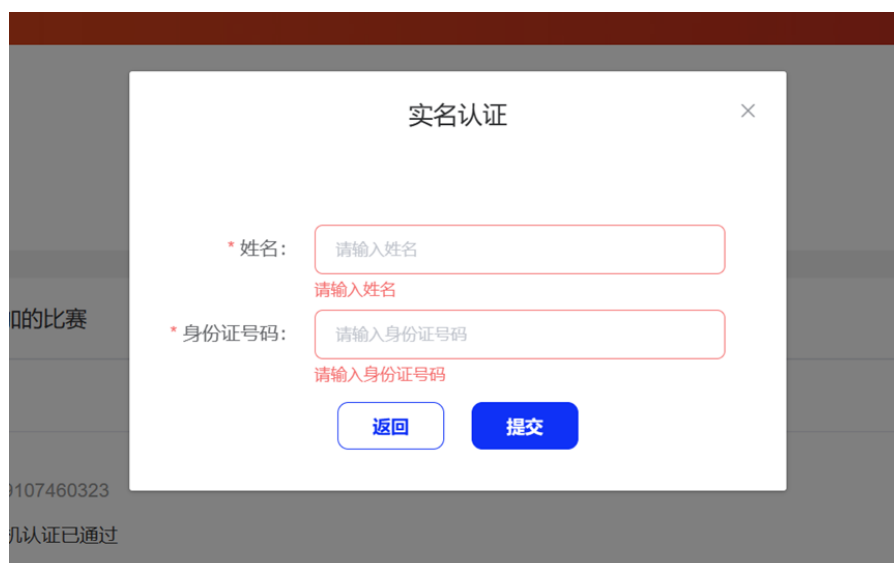 实名认证
* 姓名：
请输入姓名
请输入姓名
加的比赛
* 身份证号码：
请输入身份证号码
请输入身份证号码
返回 提交
9107460323
机认证已通过